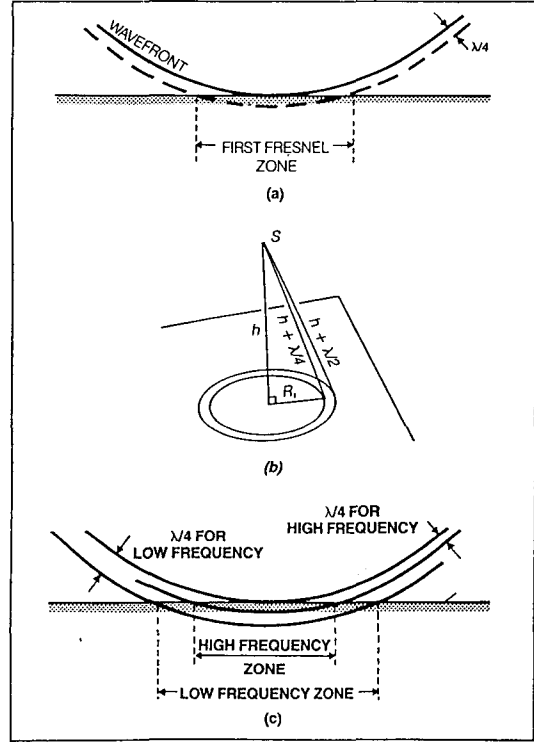 WAVEFRONT
λ/4
FIRST FRESNEL
ZONE
(a)
S
h
h + λ/4
h + λ/2
R₁
(b)
λ/4 FOR
LOW FREQUENCY
λ/4 FOR
HIGH FREQUENCY
HIGH FREQUENCY
ZONE
LOW FREQUENCY ZONE
(c)